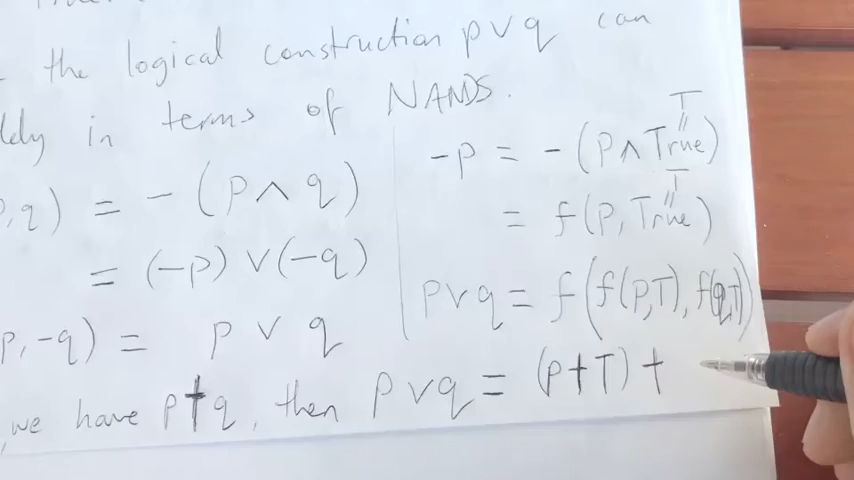 the logical construction p ∨ q can
in terms of NANDS.
, q) = - (p ∧ q)
= (-p) ∨ (-q)
p, -q) = p ∨ q
, we have p † q, then p ∨ q = (p † T) †
T
"
-p = - (p ∧ True)
T
"
= f(p, True)
p ∨ q = f(f(p,T), f(q,T))